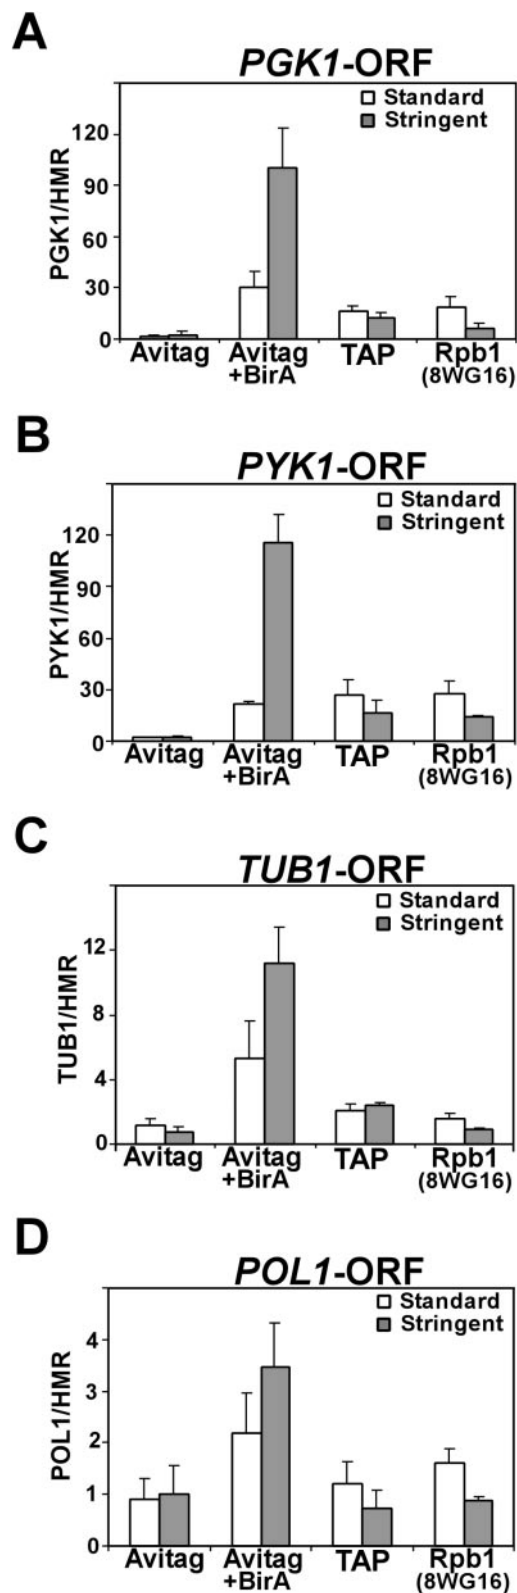 A
PGK1-ORF
Standard
Stringent
PGK1/HMR
120
90
60
30
0
Avitag Avitag TAP Rpb1
+BirA (8WG16)
B
PYK1-ORF
Standard
Stringent
PYK1/HMR
120
90
60
30
0
Avitag Avitag TAP Rpb1
+BirA (8WG16)
C
TUB1-ORF
Standard
Stringent
TUB1/HMR
12
8
4
0
Avitag Avitag TAP Rpb1
+BirA (8WG16)
D
POL1-ORF
Standard
Stringent
POL1/HMR
4
3
2
1
0
Avitag Avitag TAP Rpb1
+BirA (8WG16)